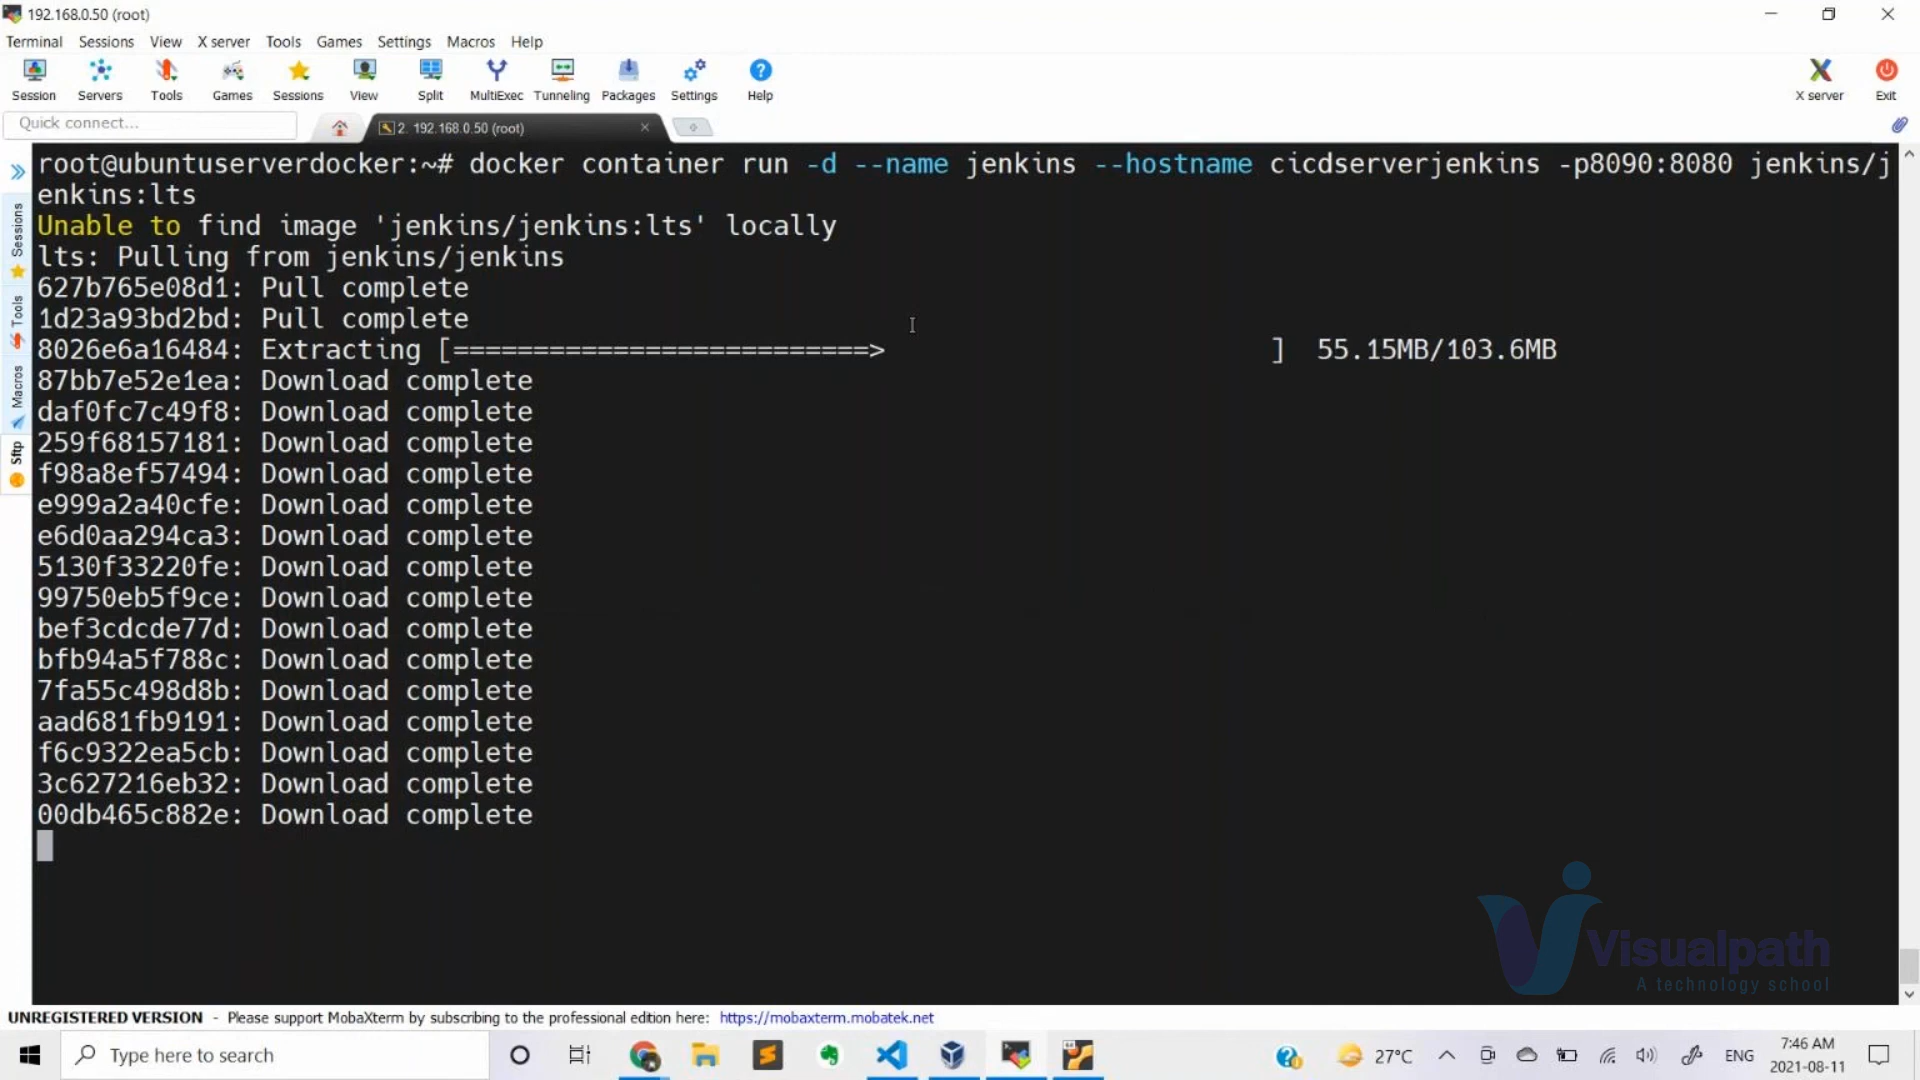 192.168.0.50 (root)
Terminal Sessions View X server Tools Games Settings Macros Help
Session Servers Tools Games Sessions View Split MultiExec Tunneling Packages Settings Help X server Exit
Quick connect...
2. 192.168.0.50 (root)
root@ubuntuserverdocker:~# docker container run -d --name jenkins --hostname cicdserverjenkins -p8090:8080 jenkins/j
enkins:lts
Unable to find image 'jenkins/jenkins:lts' locally
lts: Pulling from jenkins/jenkins
627b765e08d1: Pull complete
1d23a93bd2bd: Pull complete
8026e6a16484: Extracting [==========================> ] 55.15MB/103.6MB
87bb7e52e1ea: Download complete
daf0fc7c49f8: Download complete
259f68157181: Download complete
f98a8ef57494: Download complete
e999a2a40cfe: Download complete
e6d0aa294ca3: Download complete
5130f33220fe: Download complete
99750eb5f9ce: Download complete
bef3cdcde77d: Download complete
bfb94a5f788c: Download complete
7fa55c498d8b: Download complete
aad681fb9191: Download complete
f6c9322ea5cb: Download complete
3c627216eb32: Download complete
00db465c882e: Download complete
Sessions
Tools
Macros
Sftp
Visualpath
A technology school
UNREGISTERED VERSION - Please support MobaXterm by subscribing to the professional edition here: https://mobaxterm.mobatek.net
Type here to search
27°C
ENG
7:46 AM
2021-08-11